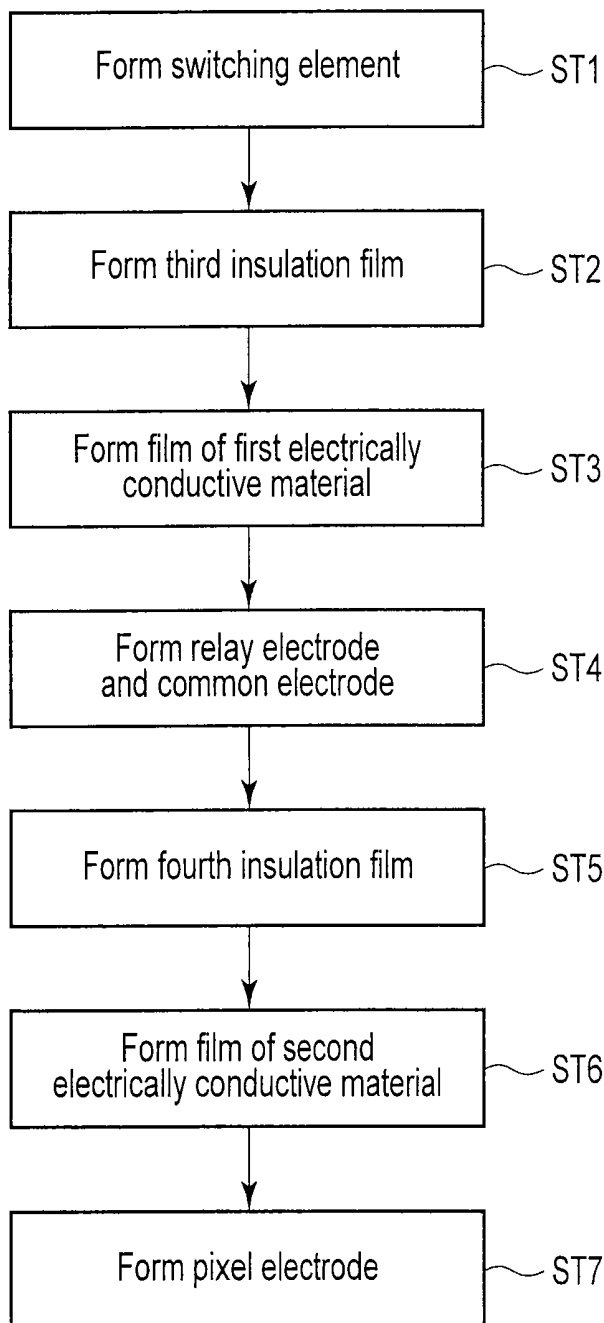 Form switching element
ST1
Form third insulation film
ST2
Form film of first electrically
conductive material
ST3
Form relay electrode
and common electrode
ST4
Form fourth insulation film
ST5
Form film of second
electrically conductive material
ST6
Form pixel electrode
ST7